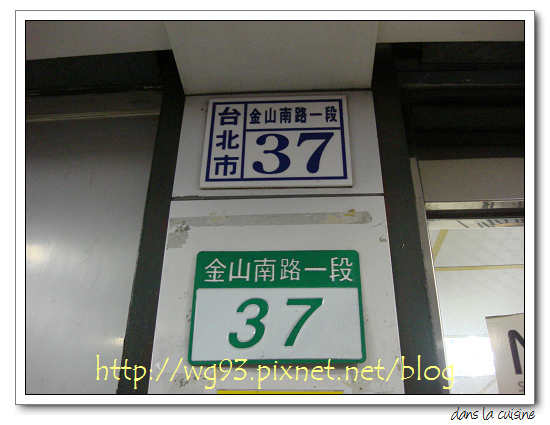 台北市
金山南路一段
37
金山南路一段
37
http://wg93.pixnet.net/blog
dans la cuisine